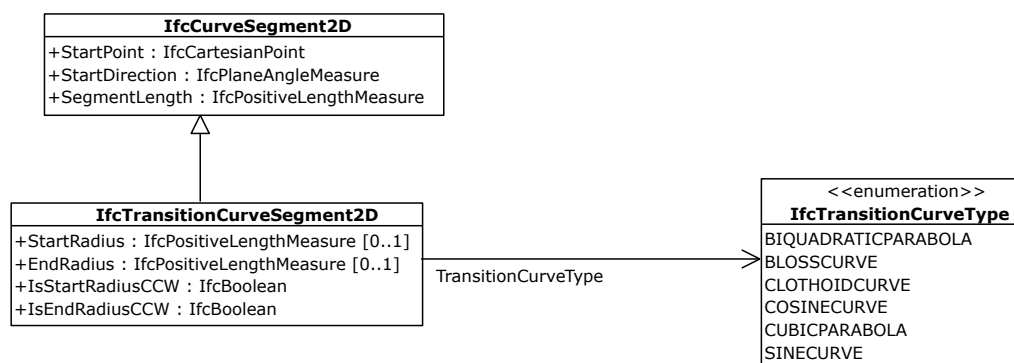 IfcCurveSegment2D
+StartPoint : IfcCartesianPoint
+StartDirection : IfcPlaneAngleMeasure
+SegmentLength : IfcPositiveLengthMeasure
IfcTransitionCurveSegment2D
+StartRadius : IfcPositiveLengthMeasure [0..1]
+EndRadius : IfcPositiveLengthMeasure [0..1]
+IsStartRadiusCCW : IfcBoolean
+IsEndRadiusCCW : IfcBoolean
TransitionCurveType
<<enumeration>>
IfcTransitionCurveType
BIQUADRATICPARABOLA
BLOSSCURVE
CLOTHOIDCURVE
COSINECURVE
CUBICPARABOLA
SINECURVE